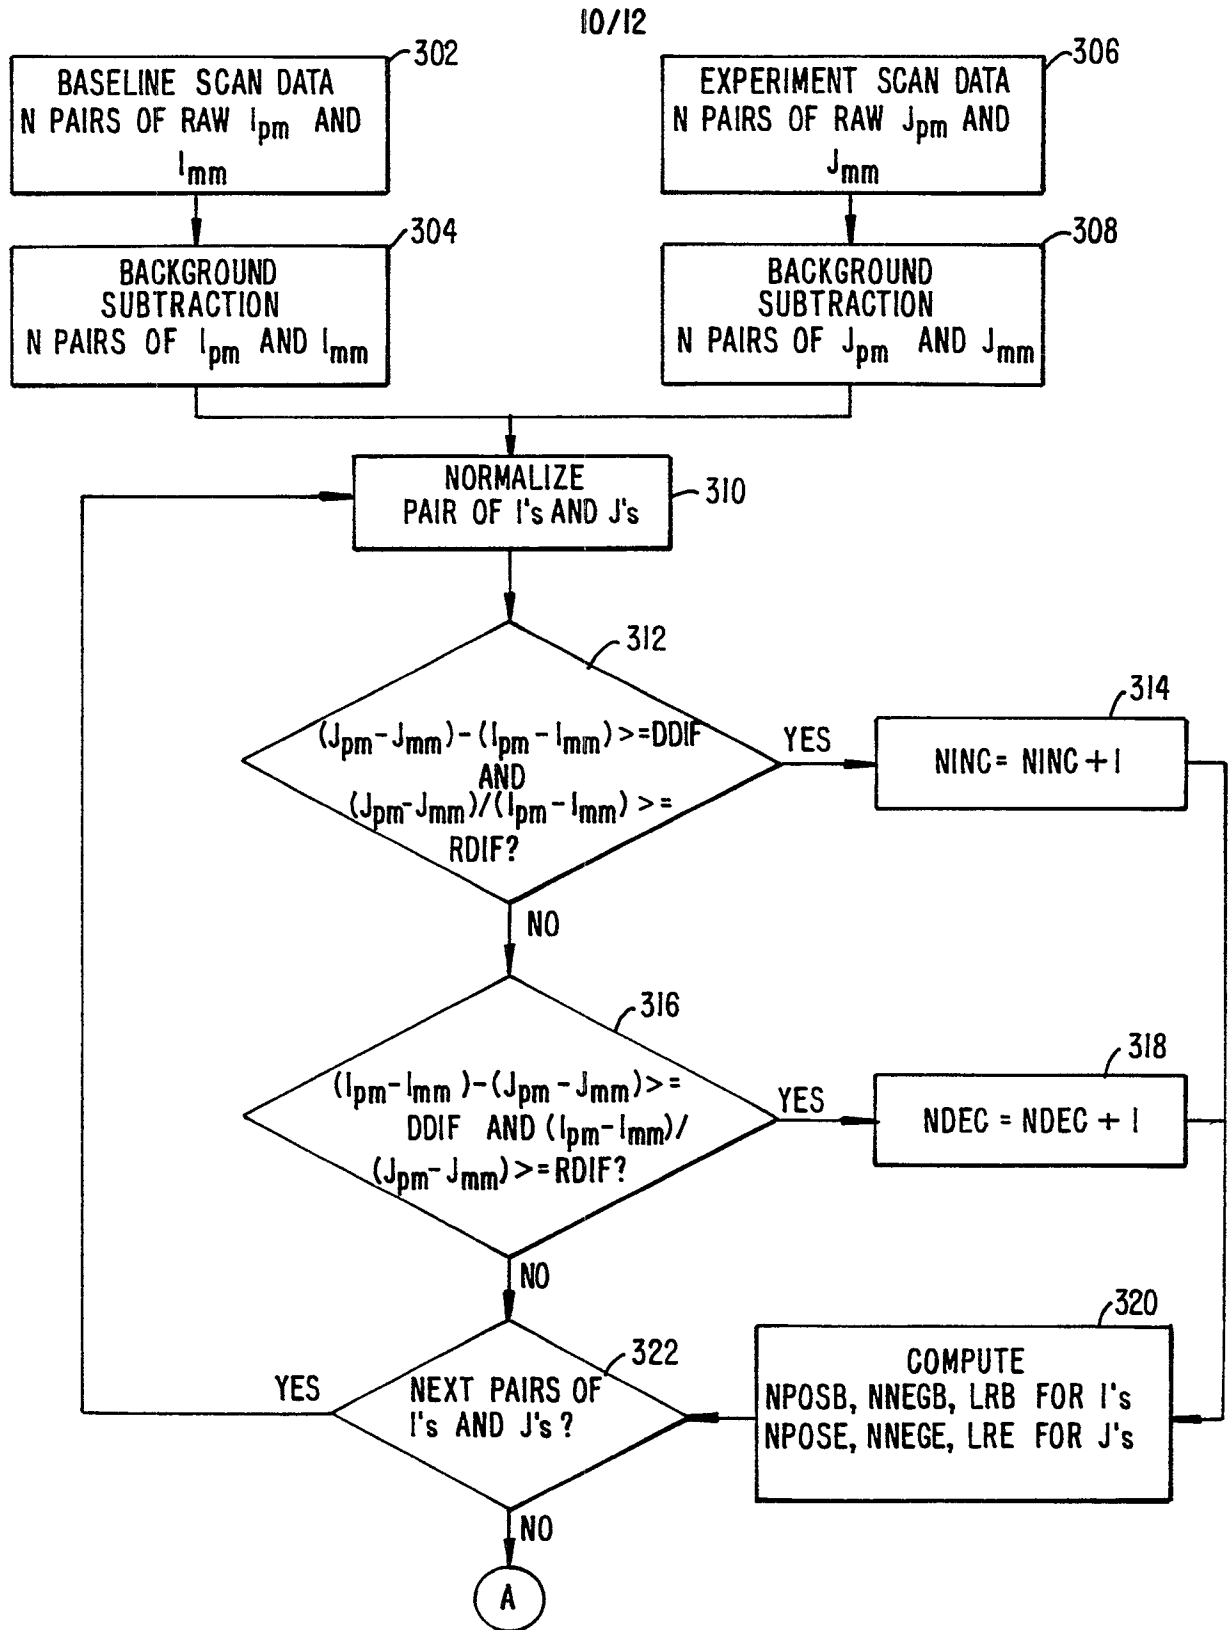 10/12
302
BASELINE SCAN DATA
N PAIRS OF RAW Ipm AND
Imm
306
EXPERIMENT SCAN DATA
N PAIRS OF RAW Jpm AND
Jmm
304
BACKGROUND
SUBTRACTION
N PAIRS OF Ipm AND Imm
308
BACKGROUND
SUBTRACTION
N PAIRS OF Jpm AND Jmm
NORMALIZE
PAIR OF I's AND J's
310
312
(Jpm-Jmm)-(Ipm-Imm)>=DDIF
AND
(Jpm-Jmm)/(Ipm-Imm)>=
RDIF?
YES
314
NINC= NINC+1
NO
316
(Ipm-Imm)-(Jpm-Jmm)>=
DDIF AND (Ipm-Imm)/
(Jpm-Jmm)>=RDIF?
YES
318
NDEC = NDEC + 1
NO
322
NEXT PAIRS OF
I's AND J's ?
YES
320
COMPUTE
NPOSB, NNEGB, LRB FOR I's
NPOSE, NNEGE, LRE FOR J's
NO
A